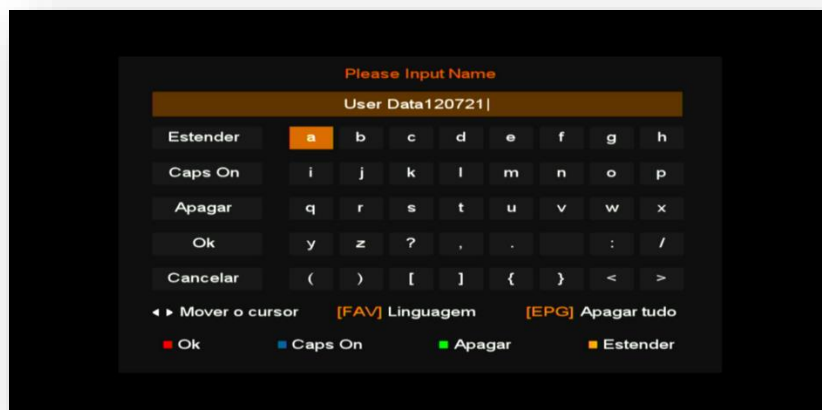 Please Input Name
User Data120721|
Estender a b c d e f g h
Caps On i j k l m n o p
Apagar q r s t u v w x
Ok y z ? , . : /
Cancelar ( ) [ ] { } < >
◄ ► Mover o cursor [FAV] Linguagem [EPG] Apagar tudo
Ok Caps On Apagar Estender